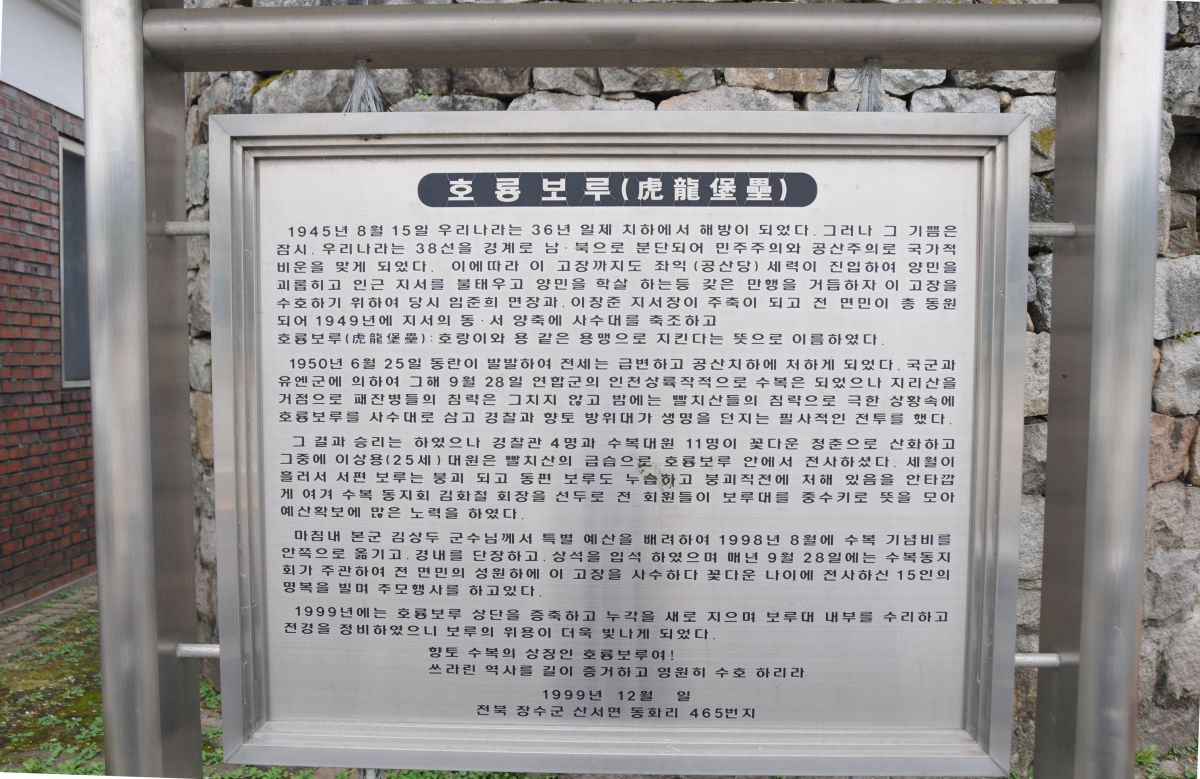 호룡보루(虎龍堡壘)
1945년 8월 15일 우리나라는 36년 일제 치하에서 해방이 되었다. 그러나 그 기쁨은
잠시. 우리나라는 38선을 경계로 남·북으로 분단되어 민주주의와 공산주의로 국가적
비운을 맞게 되었다. 이에따라 이 고장까지도 좌익(공산당) 세력이 진입하여 양민을
괴롭히고 인근 지서를 불태우고 양민을 학살 하는등 갖은 만행을 거듭하자 이 고장을
수호하기 위하여 당시 임준희 면장과, 이창준 지서장이 주축이 되고 전 면민이 총 동원
되어 1949년에 지서의 동·서 양측에 사수대를 축조하고
호룡보루(虎龍堡壘):호랑이와 용 같은 용맹으로 지킨다는 뜻으로 이름하였다.
1950년 6월 25일 동란이 발발하여 전세는 급변하고 공산치하에 처하게 되었다. 국군과
유엔군에 의하여 그해 9월 28일 연합군의 인천상륙작적으로 수복은 되었으나 지리산을
거점으로 패잔병들의 침략은 그치지 않고 밤에는 빨치산들의 침략으로 극한 상황속에
호룡보루를 사수대로 삼고 경찰과 향토 방위대가 생명을 던지는 필사적인 전투를 했다.
그 결과 승리는 하였으나 경찰관 4명과 수복대원 11명이 꽃다운 청춘으로 산화하고
그중에 이상용(25세) 대원은 빨치산의 급습으로 호룡보루 안에서 전사하셨다. 세월이
흘러서 서편 보루는 붕괴 되고 동편 보루도 누습하고 붕괴직전에 처해 있음을 안타깝
게 여겨 수복 동지회 김화철 회장을 선두로 전 회원들이 보루대를 중수키로 뜻을 모아
예산확보에 많은 노력을 하였다.
마침내 본군 김상두 군수님께서 특별 예산을 배려하여 1998년 8월에 수복 기념비를
안쪽으로 옮기고, 경내를 단장하고, 상석을 입석 하였으며 매년 9월 28일에는 수복동지
회가 주관하여 전 면민의 성원하에 이 고장을 사수하다 꽃다운 나이에 전사하신 15인의
명복을 빌며 추모행사를 하고있다.
1999년에는 호룡보루 상단을 증축하고 누각을 새로 지으며 보루대 내부를 수리하고
전경을 정비하였으니 보루의 위용이 더욱 빛나게 되었다.
향토 수복의 상징인 호룡보루여!
쓰라린 역사를 길이 증거하고 영원히 수호 하리라
1999년 12월 일
전북 장수군 산서면 동화리 465번지